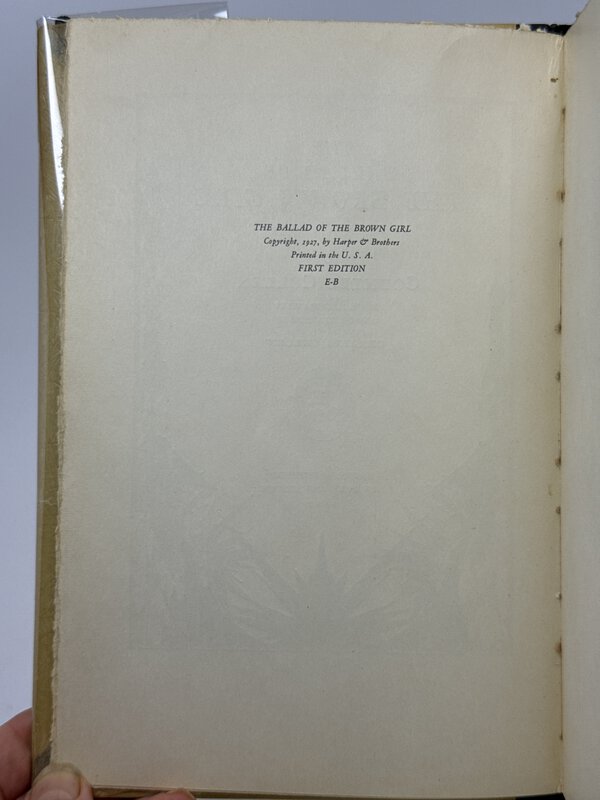 THE BALLAD OF THE BROWN GIRL
Copyright, 1927, by Harper & Brothers
Printed in the U. S. A.
FIRST EDITION
E-B